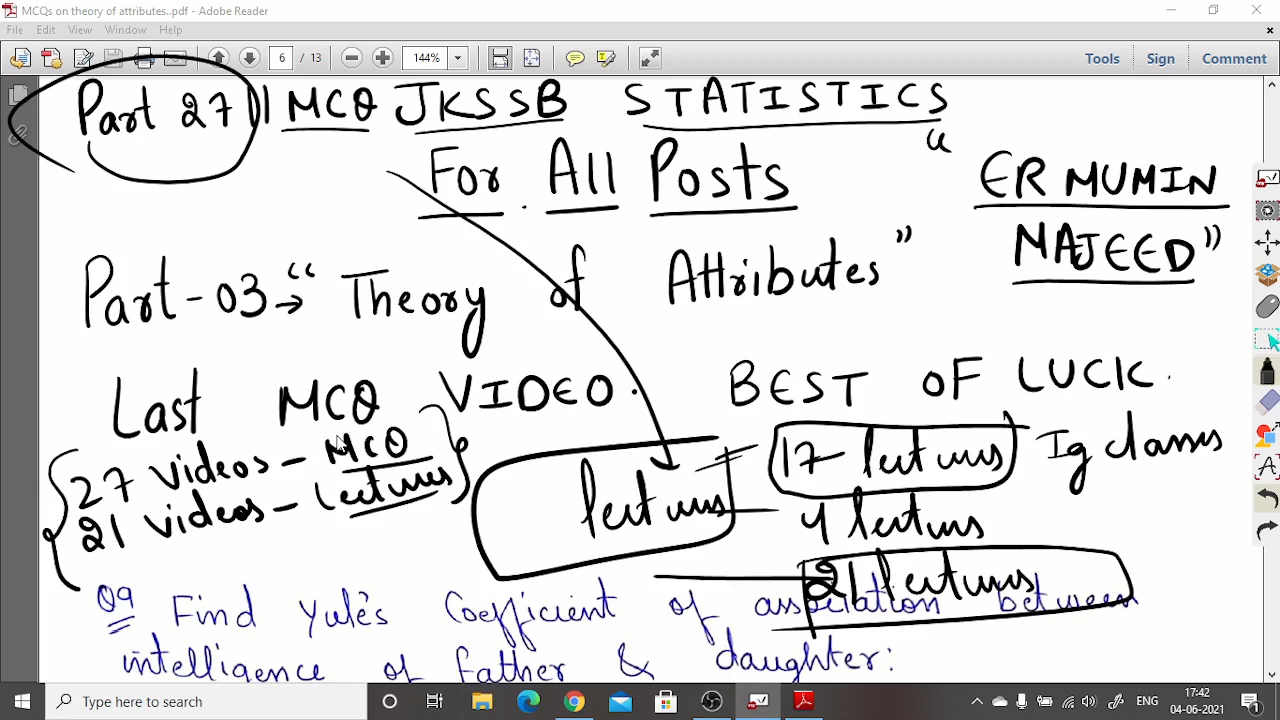 MCQs on theory of attributes..pdf - Adobe Reader
File Edit View Window Help
6 / 13 144% Tools Sign Comment
Part 27 || MCQ JKSSB STATISTICS
For All Posts
"ER MUMIN
MAJEED"
Part-03 → "Theory of Attributes"
Last MCQ VIDEO. BEST OF LUCK.
27 videos - MCQ
21 videos - Lectures
lectures = 17 - lectures Ig classes
4 lectures
21 lectures
Q9 Find Yule's Coefficient of association between
intelligence of Father & daughter:
Type here to search
ENG 17:42
04-06-2021